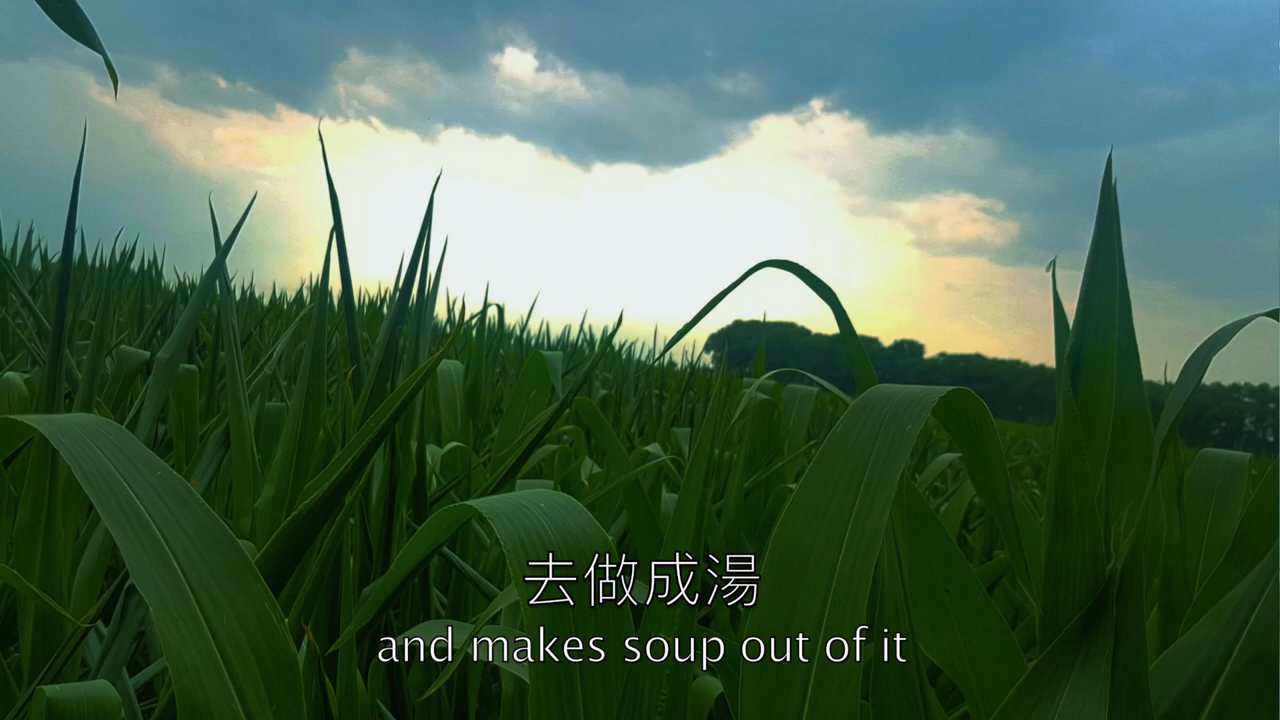 去做成湯
and makes soup out of it